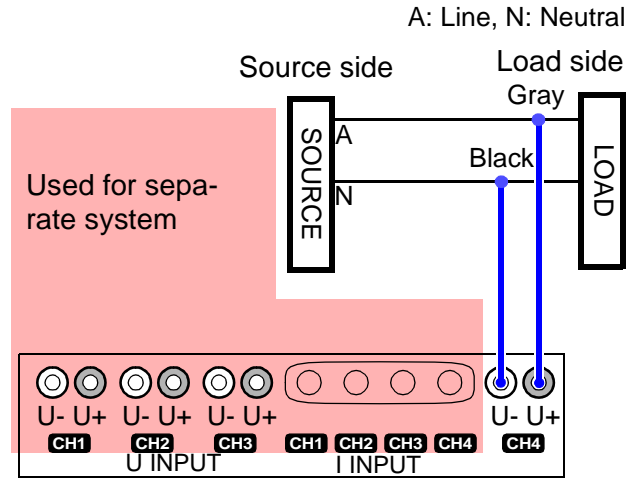 A: Line, N: Neutral
Source side
Load side
Gray
SOURCE
A
LOAD
Black
N
Used for sepa-
rate system
U- U+ U- U+ U- U+ U- U+
CH1 CH2 CH3 CH1 CH2 CH3 CH4 CH4
U INPUT I INPUT